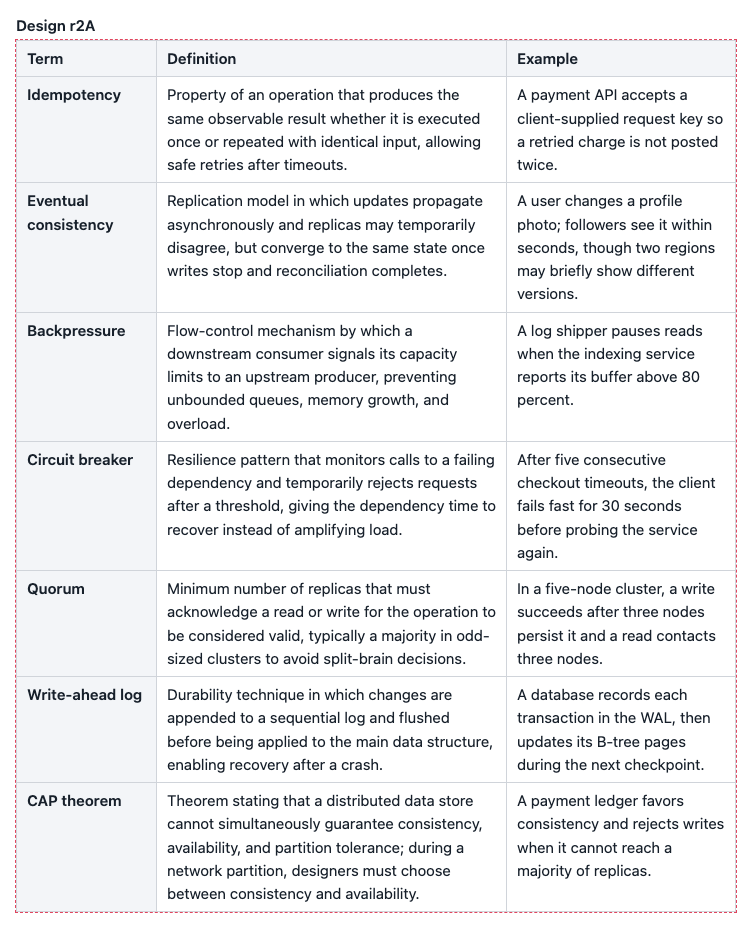 Design r2A
Term
Definition
Example
Idempotency
Property of an operation that produces the
same observable result whether it is executed
once or repeated with identical input, allowing
safe retries after timeouts.
A payment API accepts a
client-supplied request key so
a retried charge is not posted
twice.
Eventual
consistency
Replication model in which updates propagate
asynchronously and replicas may temporarily
disagree, but converge to the same state once
writes stop and reconciliation completes.
A user changes a profile
photo; followers see it within
seconds, though two regions
may briefly show different
versions.
Backpressure
Flow-control mechanism by which a
downstream consumer signals its capacity
limits to an upstream producer, preventing
unbounded queues, memory growth, and
overload.
A log shipper pauses reads
when the indexing service
reports its buffer above 80
percent.
Circuit breaker
Resilience pattern that monitors calls to a failing
dependency and temporarily rejects requests
after a threshold, giving the dependency time to
recover instead of amplifying load.
After five consecutive
checkout timeouts, the client
fails fast for 30 seconds
before probing the service
again.
Quorum
Minimum number of replicas that must
acknowledge a read or write for the operation to
be considered valid, typically a majority in odd-
sized clusters to avoid split-brain decisions.
In a five-node cluster, a write
succeeds after three nodes
persist it and a read contacts
three nodes.
Write-ahead log
Durability technique in which changes are
appended to a sequential log and flushed
before being applied to the main data structure,
enabling recovery after a crash.
A database records each
transaction in the WAL, then
updates its B-tree pages
during the next checkpoint.
CAP theorem
Theorem stating that a distributed data store
cannot simultaneously guarantee consistency,
availability, and partition tolerance; during a
network partition, designers must choose
between consistency and availability.
A payment ledger favors
consistency and rejects writes
when it cannot reach a
majority of replicas.